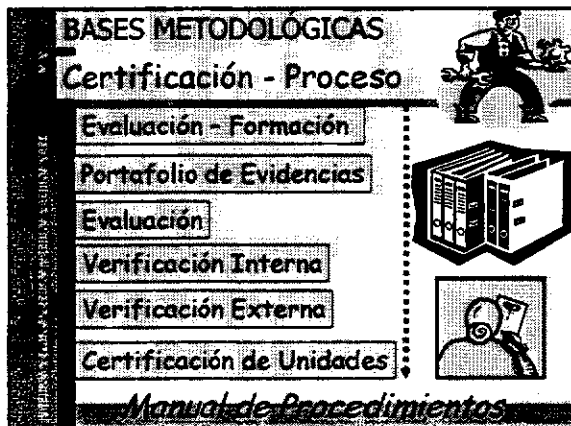 BASES METODOLÓGICAS
Certificación - Proceso
Evaluación - Formación
Portafolio de Evidencias
Evaluación
Verificación Interna
Verificación Externa
Certificación de Unidades
Manual de Procedimientos